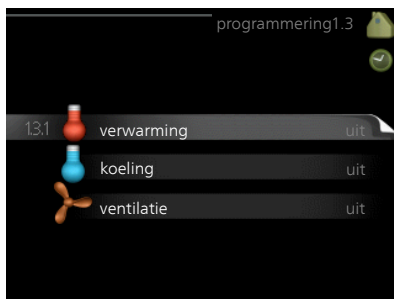 programmering1.3
1.3.1 verwarming uit
koeling uit
ventilatie uit